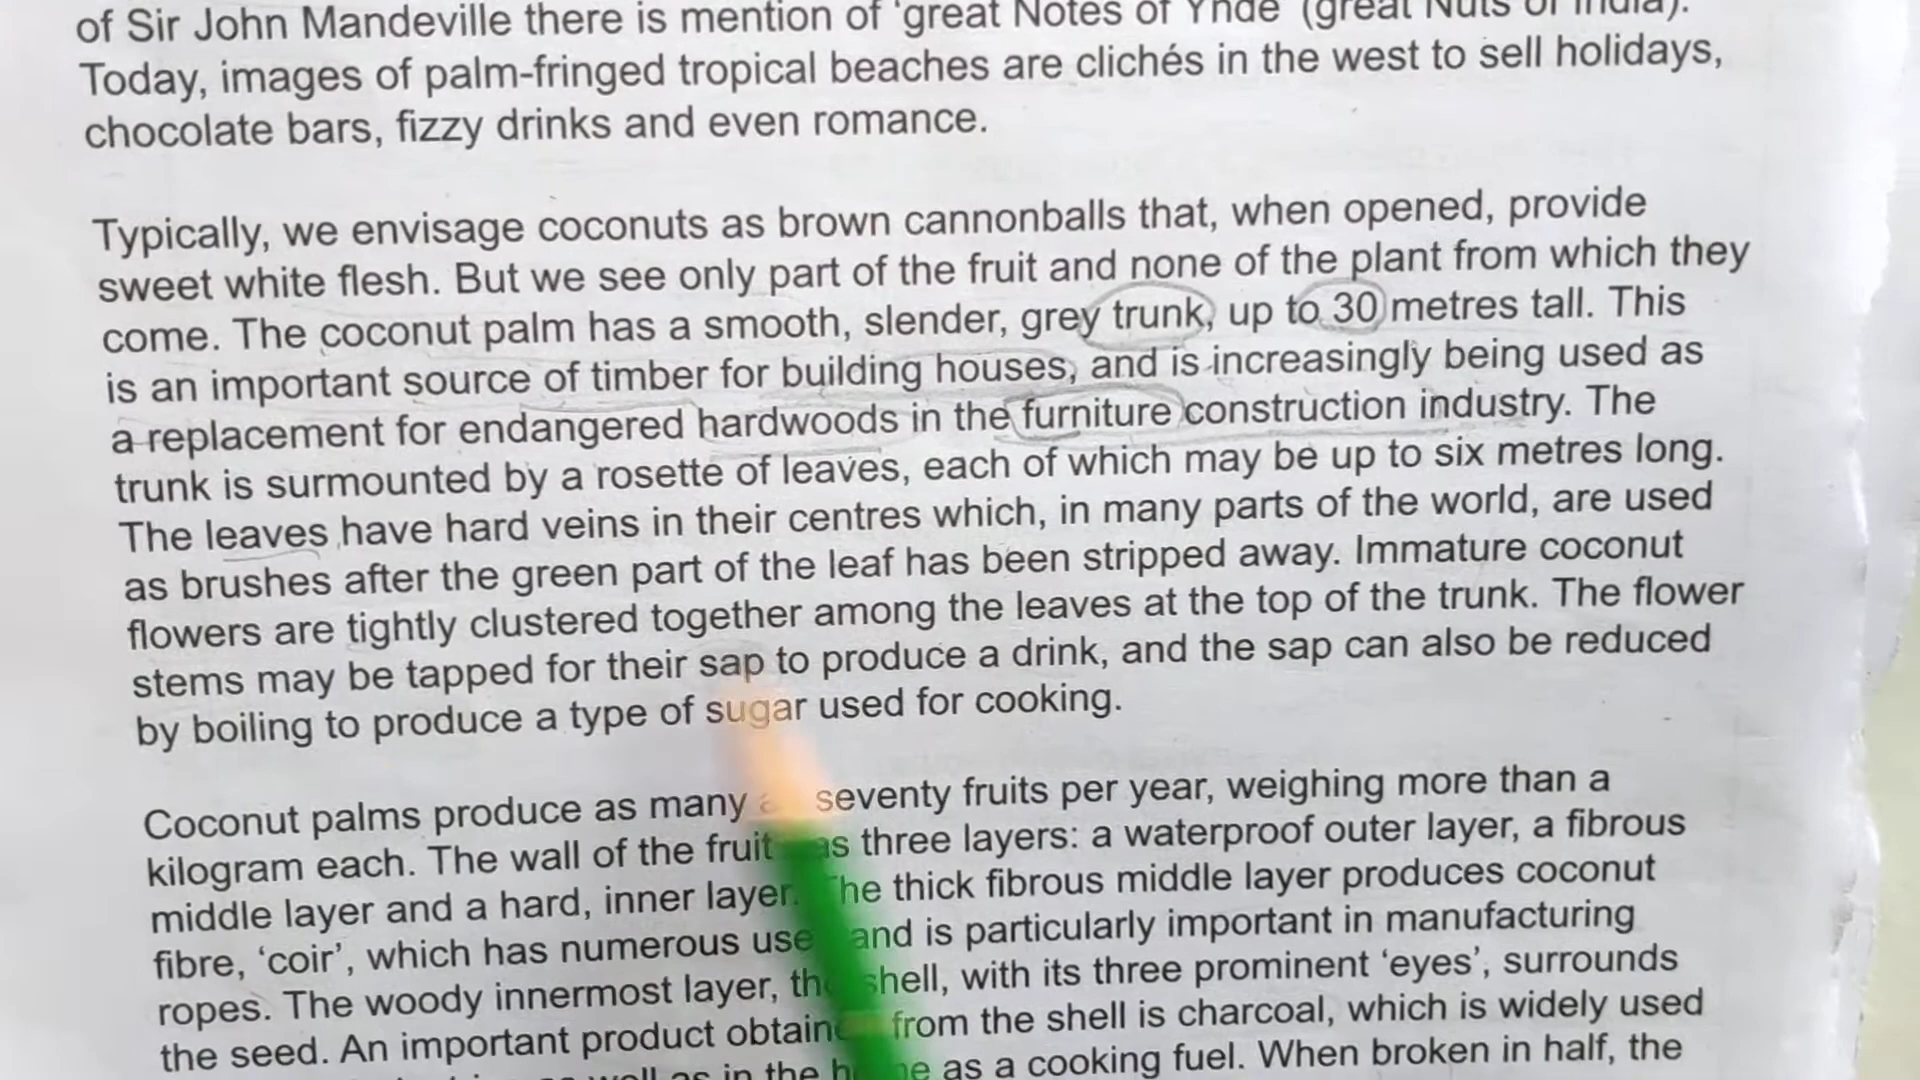 of Sir John Mandeville there is mention of 'great Notes of Ynde' (great Nuts of India).
Today, images of palm-fringed tropical beaches are clichés in the west to sell holidays,
chocolate bars, fizzy drinks and even romance.
Typically, we envisage coconuts as brown cannonballs that, when opened, provide
sweet white flesh. But we see only part of the fruit and none of the plant from which they
come. The coconut palm has a smooth, slender, grey trunk, up to 30 metres tall. This
is an important source of timber for building houses, and is increasingly being used as
a replacement for endangered hardwoods in the furniture construction industry. The
trunk is surmounted by a rosette of leaves, each of which may be up to six metres long.
The leaves have hard veins in their centres which, in many parts of the world, are used
as brushes after the green part of the leaf has been stripped away. Immature coconut
flowers are tightly clustered together among the leaves at the top of the trunk. The flower
stems may be tapped for their sap to produce a drink, and the sap can also be reduced
by boiling to produce a type of sugar used for cooking.
Coconut palms produce as many seventy fruits per year, weighing more than a
kilogram each. The wall of the fruit three layers: a waterproof outer layer, a fibrous
middle layer and a hard, inner layer. The thick fibrous middle layer produces coconut
fibre, 'coir', which has numerous and is particularly important in manufacturing
ropes. The woody innermost layer, shell, with its three prominent 'eyes', surrounds
the seed. An important product from the shell is charcoal, which is widely used
well as in the as a cooking fuel. When broken in half, the